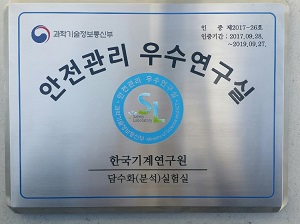 과학기술정보통신부
인 증 제2017-26호
인증기간 : 2017.09.28.
~2019.09.27.
안전관리 우수연구실
한국기계연구원
담수화(분석)실험실